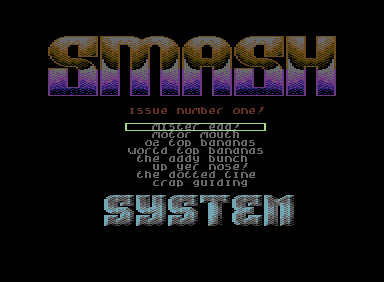 SMASH
issue number one!
mister egg!
motor mouth
oz top bananas
world top bananas
the addy bunch
up yer nose!
the dotted line
crap guiding
SYSTEM